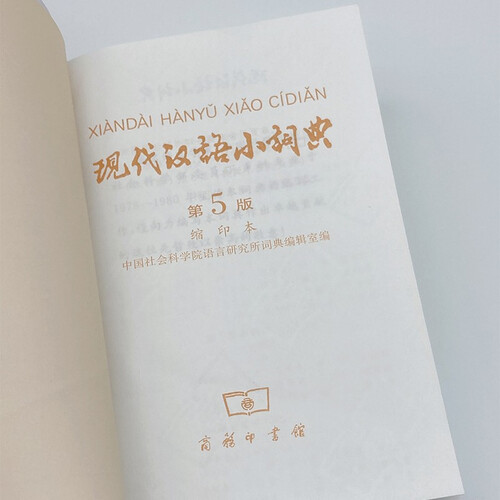 XIÀNDÀI HÀNYǓ XIǍO CÍDIǍN
现代汉语小词典
第5版
缩印本
中国社会科学院语言研究所词典编辑室编
商务印书馆